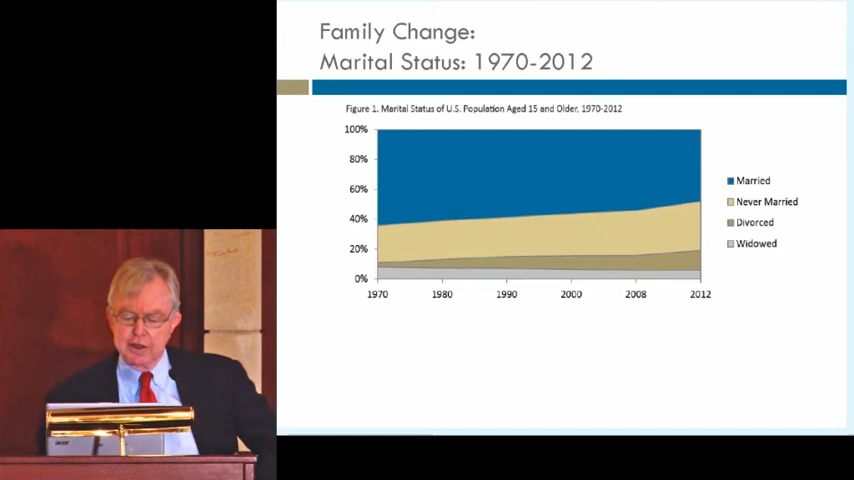 Family Change:
Marital Status: 1970-2012
Figure 1. Marital Status of U.S. Population Aged 15 and Older, 1970-2012
100%
80%
60%
40%
20%
0%
1970 1980 1990 2000 2008 2012
Married
Never Married
Divorced
Widowed
acer